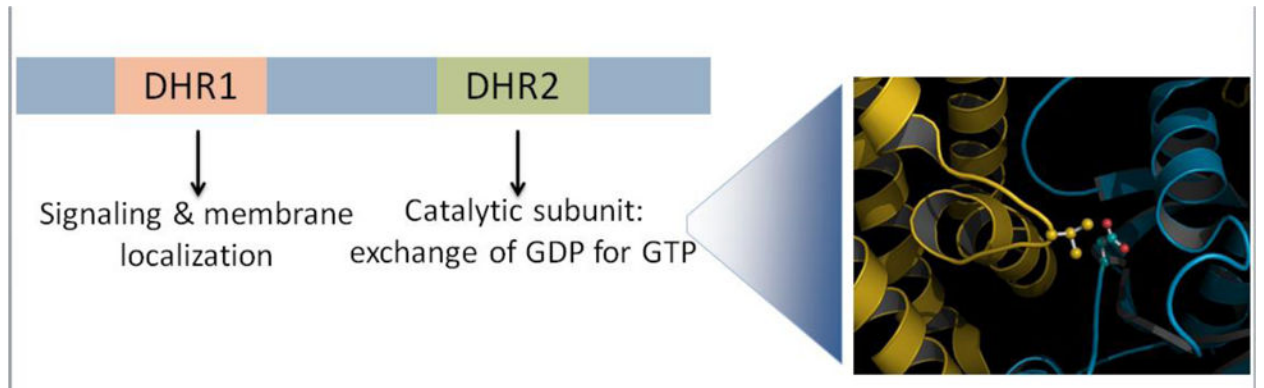 DHR1
DHR2
Signaling & membrane
localization
Catalytic subunit:
exchange of GDP for GTP